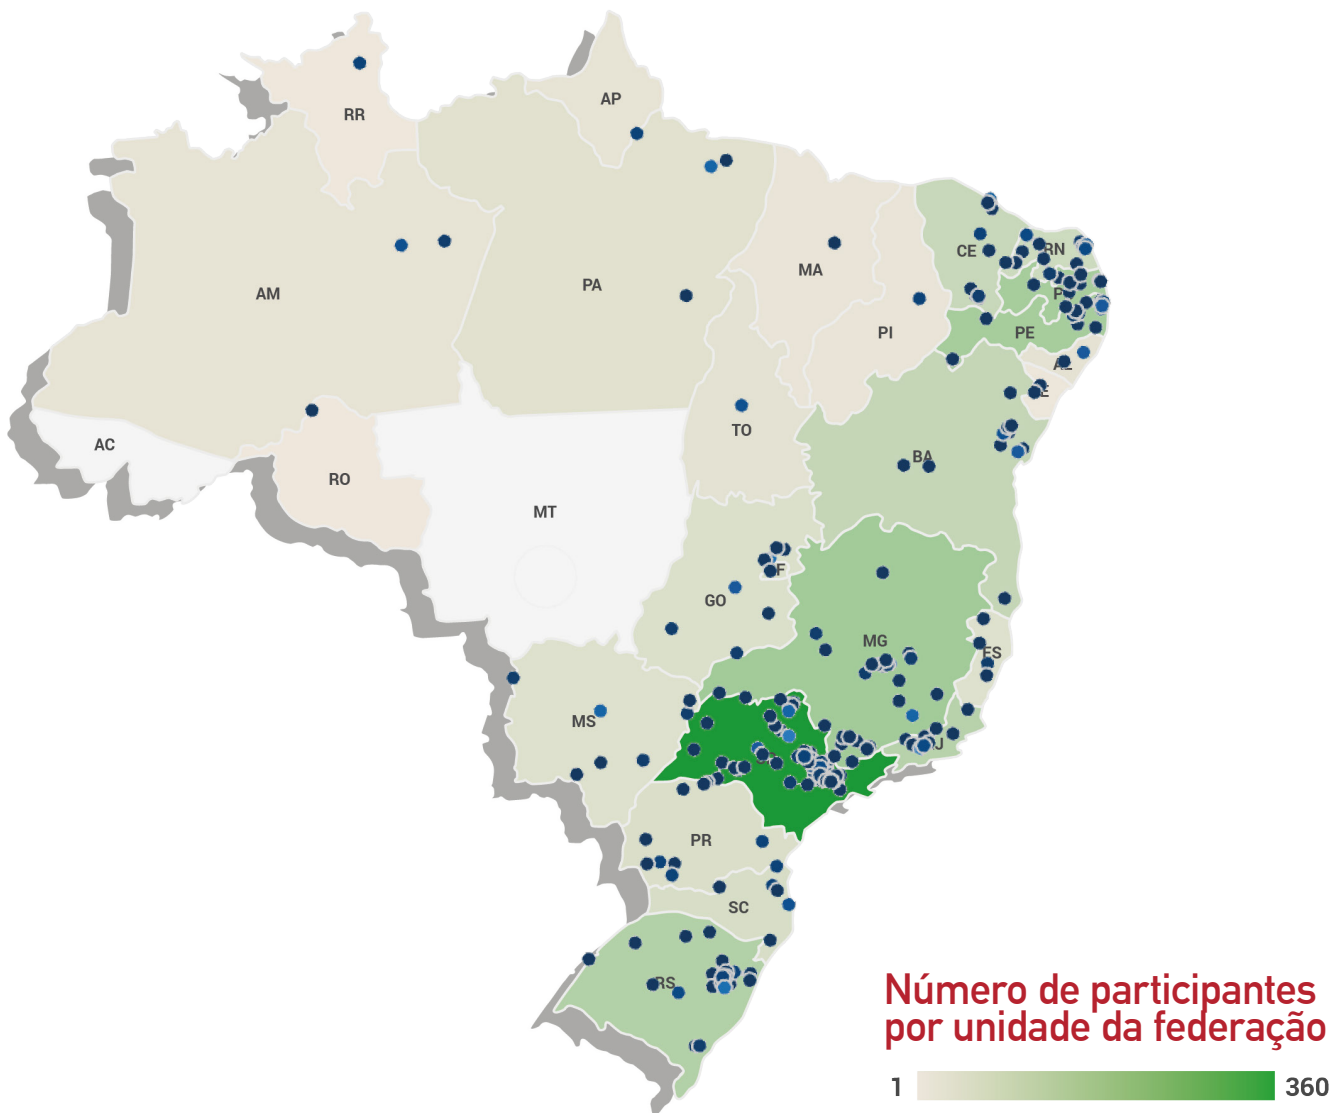 AP
RR
CE
RN
MA
PA
AM
P
PI
PE
AL
E
TO
AC
BA
RO
MT
F
GO
MG
ES
MS
J
PR
SC
RS
Número de participantes
por unidade da federação
1
360